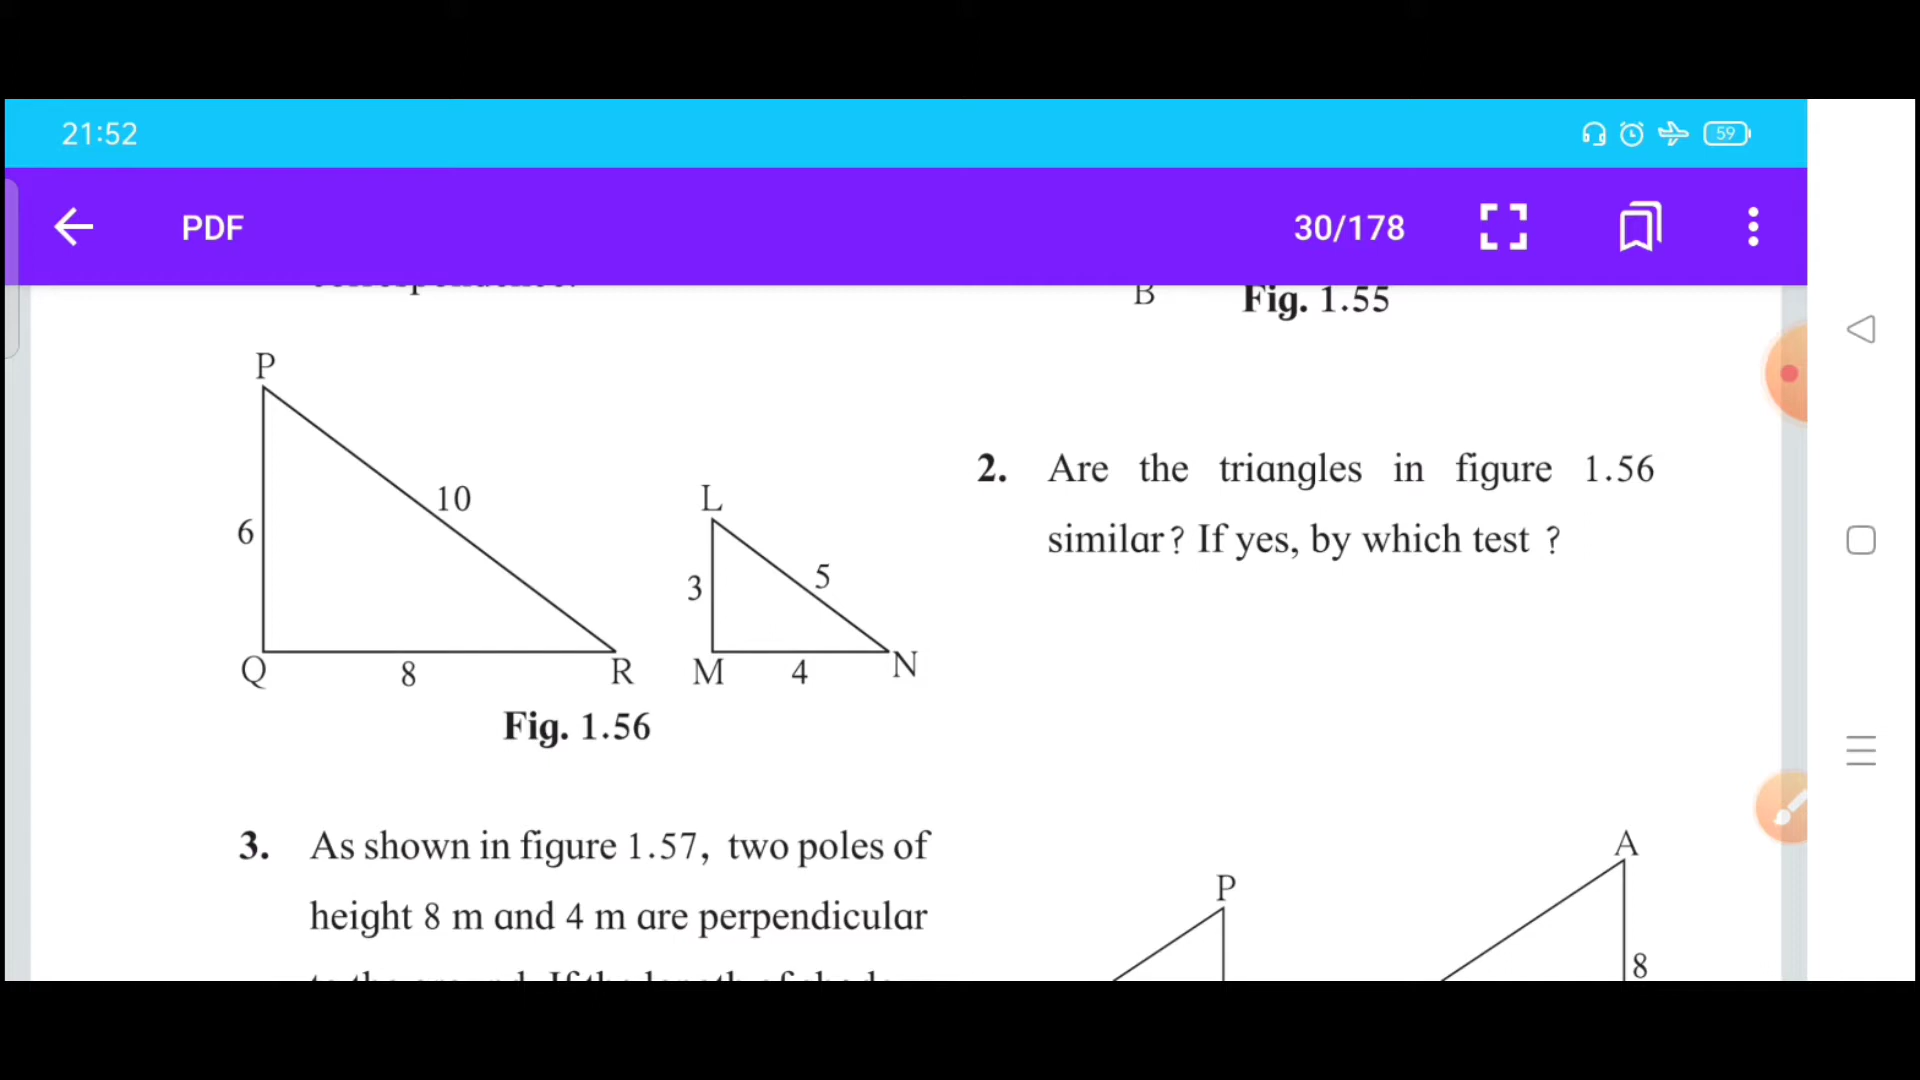 21:52
59
PDF
30/178
B
Fig. 1.55
P
10
6
Q
8
R
L
3
5
M
4
N
Fig. 1.56
2. Are the triangles in figure 1.56
similar? If yes, by which test ?
3. As shown in figure 1.57, two poles of
height 8 m and 4 m are perpendicular
P
A
8